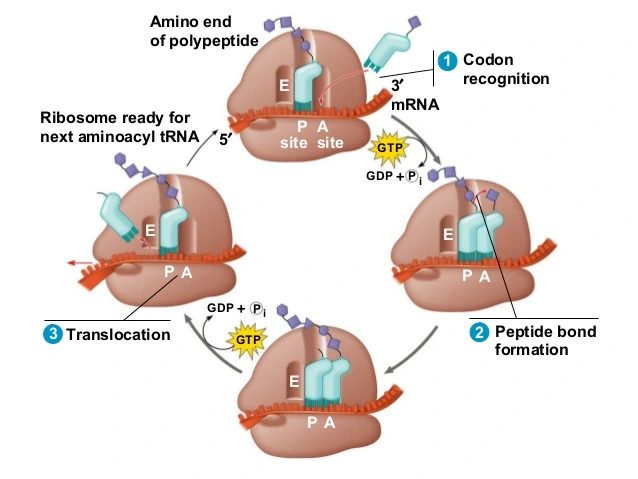 Amino end
of polypeptide
1 Codon
recognition
E
3′
mRNA
Ribosome ready for
next aminoacyl tRNA
5′
P A
site site
GTP
GDP + Pi
E
P A
E
P A
3 Translocation
GDP + Pi
GTP
2 Peptide bond
formation
E
P A